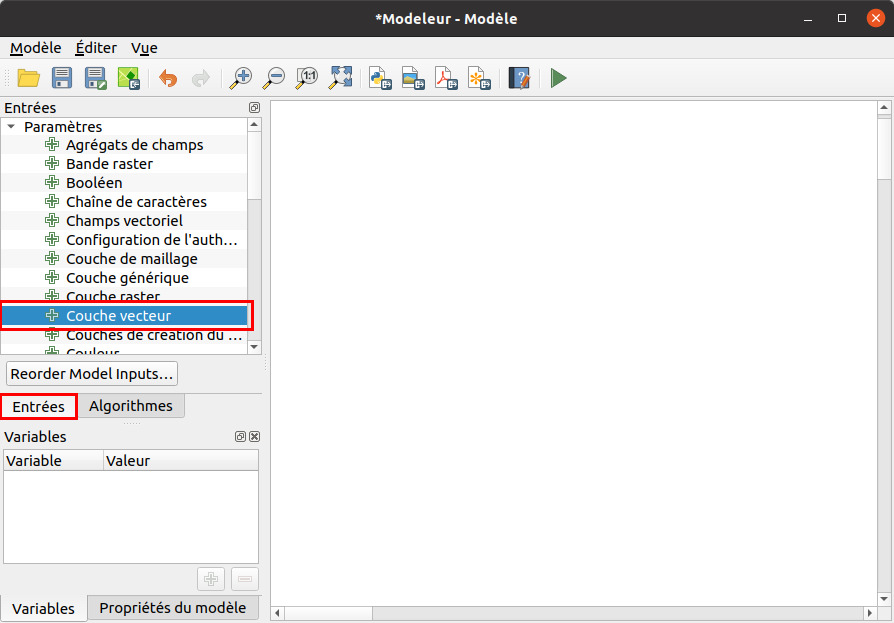 *Modeleur - Modèle
Modèle Éditer Vue
1:1
Entrées
Paramètres
Agrégats de champs
Bande raster
Booléen
Chaîne de caractères
Champs vectoriel
Configuration de l'auth…
Couche de maillage
Couche générique
Couche raster
Couche vecteur
Couches de création du …
Couleur
Reorder Model Inputs…
Entrées Algorithmes
Variables
Variable Valeur
Variables Propriétés du modèle